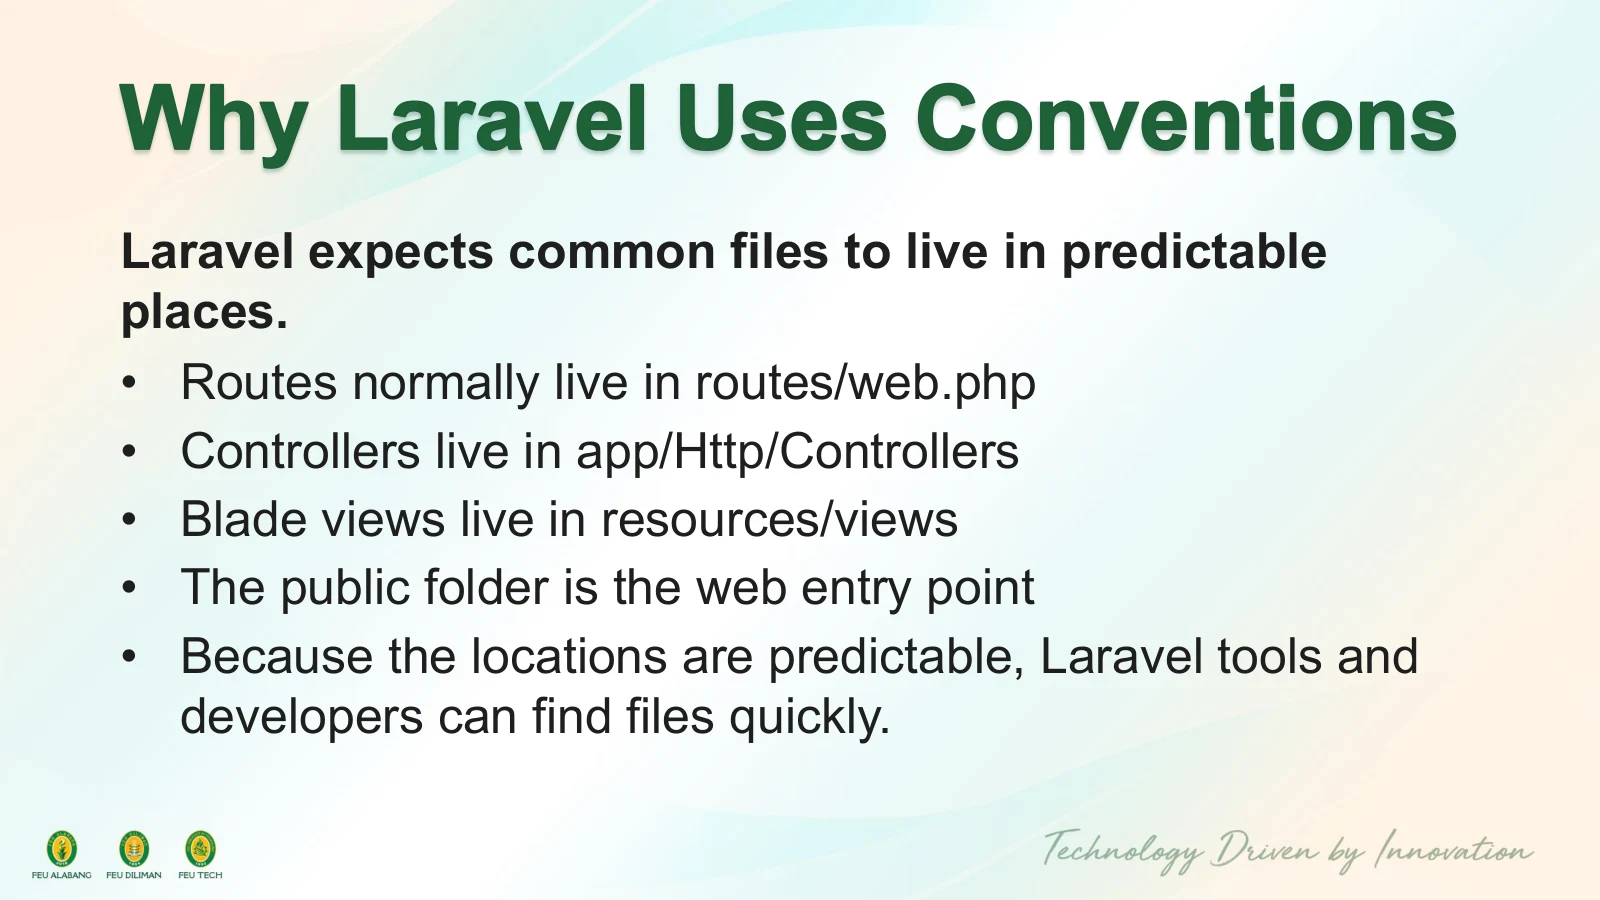 Why Laravel Uses Conventions
Laravel expects common files to live in predictable
places.
• Routes normally live in routes/web.php
• Controllers live in app/Http/Controllers
• Blade views live in resources/views
• The public folder is the web entry point
• Because the locations are predictable, Laravel tools and
developers can find files quickly.
FEU ALABANG FEU DILIMAN FEU TECH
Technology Driven by Innovation